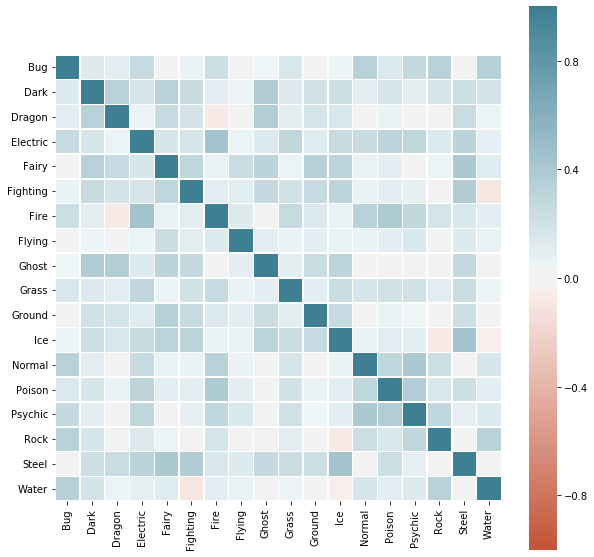 Bug
Dark
Dragon
Electric
Fairy
Fighting
Fire
Flying
Ghost
Grass
Ground
Ice
Normal
Poison
Psychic
Rock
Steel
Water
Bug
Dark
Dragon
Electric
Fairy
Fighting
Fire
Flying
Ghost
Grass
Ground
Ice
Normal
Poison
Psychic
Rock
Steel
Water
0.8
0.4
0.0
−0.4
−0.8